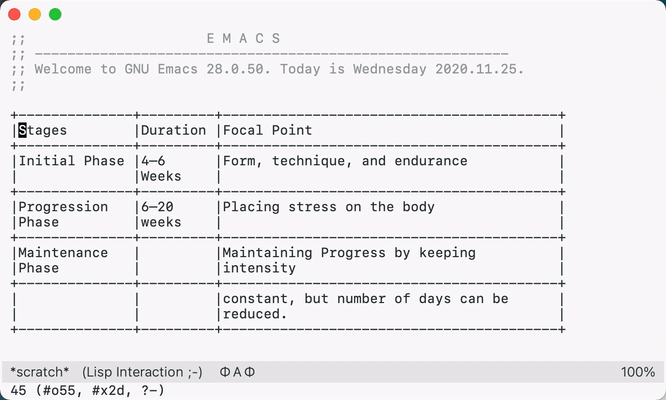 ;;                      E M A C S
;; ----------------------------------------------------------
;; Welcome to GNU Emacs 28.0.50. Today is Wednesday 2020.11.25.
;;
+--------------+---------+------------------------------------------+
|Stages        |Duration |Focal Point                               |
+--------------+---------+------------------------------------------+
|Initial Phase |4—6      |Form, technique, and endurance            |
|              |Weeks    |                                          |
+--------------+---------+------------------------------------------+
|Progression   |6—20     |Placing stress on the body                |
|Phase         |weeks    |                                          |
+--------------+---------+------------------------------------------+
|Maintenance   |         |Maintaining Progress by keeping           |
|Phase         |         |intensity                                 |
+--------------+---------+------------------------------------------+
|              |         |constant, but number of days can be       |
|              |         |reduced.                                  |
+--------------+---------+------------------------------------------+
*scratch* (Lisp Interaction ;-) ΦΑΦ 100%
45 (#o55, #x2d, ?-)